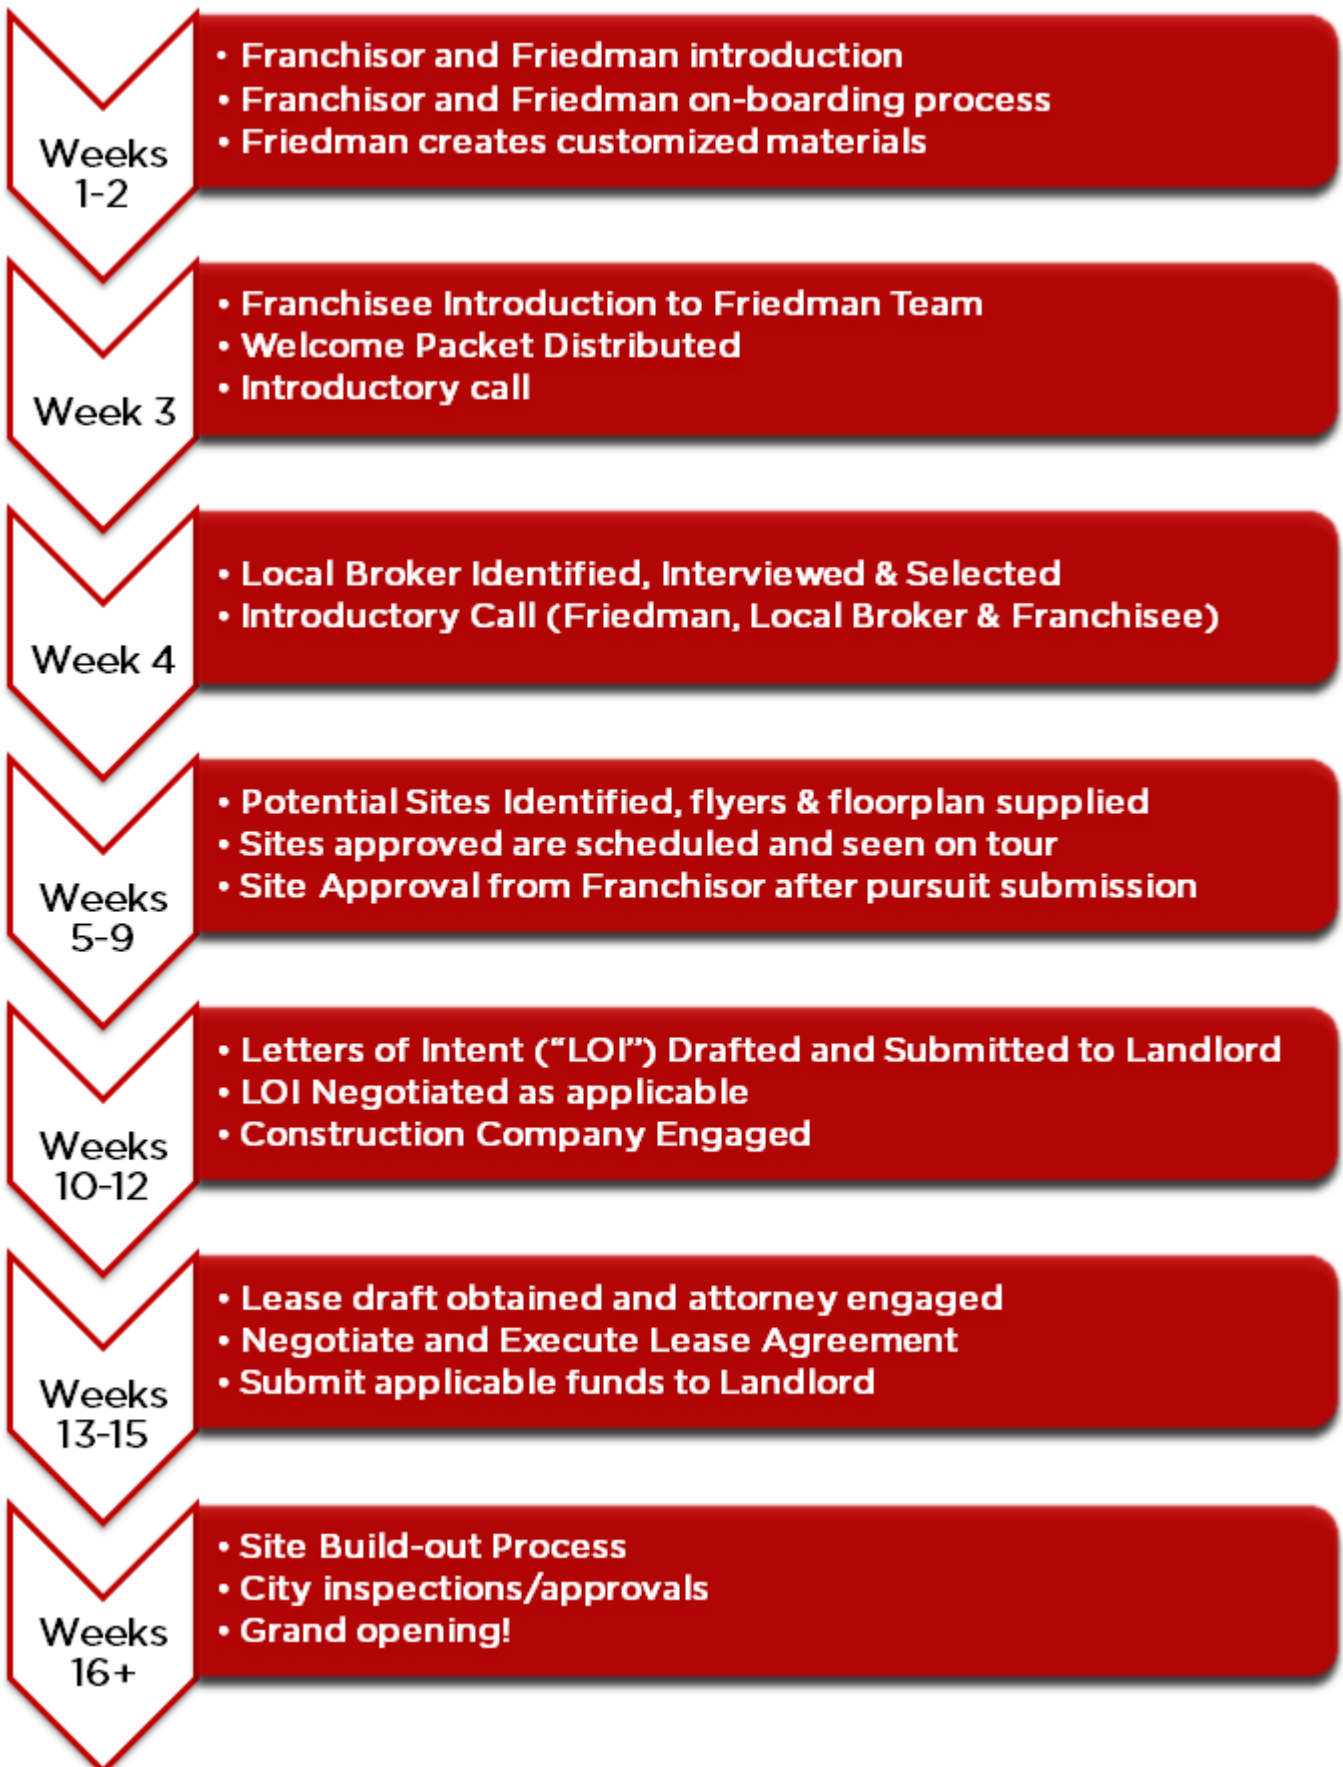 Weeks
1-2
• Franchisor and Friedman introduction
• Franchisor and Friedman on-boarding process
• Friedman creates customized materials
Week 3
• Franchisee Introduction to Friedman Team
• Welcome Packet Distributed
• Introductory call
Week 4
• Local Broker Identified, Interviewed & Selected
• Introductory Call (Friedman, Local Broker & Franchisee)
Weeks
5-9
• Potential Sites Identified, flyers & floorplan supplied
• Sites approved are scheduled and seen on tour
• Site Approval from Franchisor after pursuit submission
Weeks
10-12
• Letters of Intent (“LOI”) Drafted and Submitted to Landlord
• LOI Negotiated as applicable
• Construction Company Engaged
Weeks
13-15
• Lease draft obtained and attorney engaged
• Negotiate and Execute Lease Agreement
• Submit applicable funds to Landlord
Weeks
16+
• Site Build-out Process
• City inspections/approvals
• Grand opening!